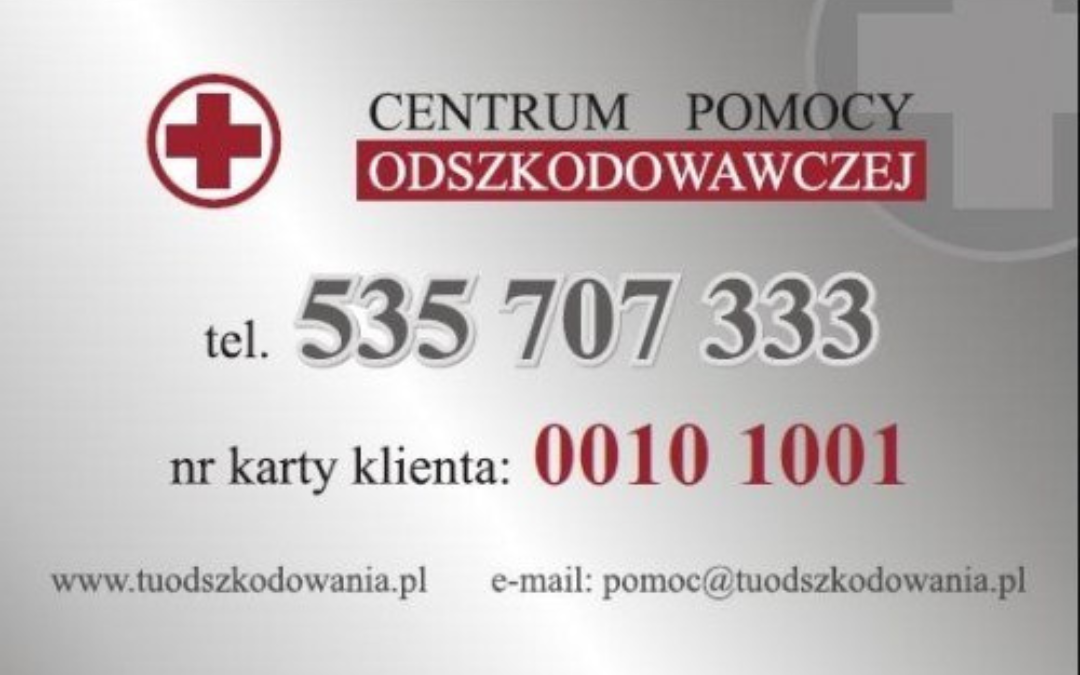 CENTRUM POMOCY
ODSZKODOWAWCZEJ
tel. 535 707 333
nr karty klienta: 0010 1001
www.tuodszkodowania.pl e-mail: pomoc@tuodszkodowania.pl